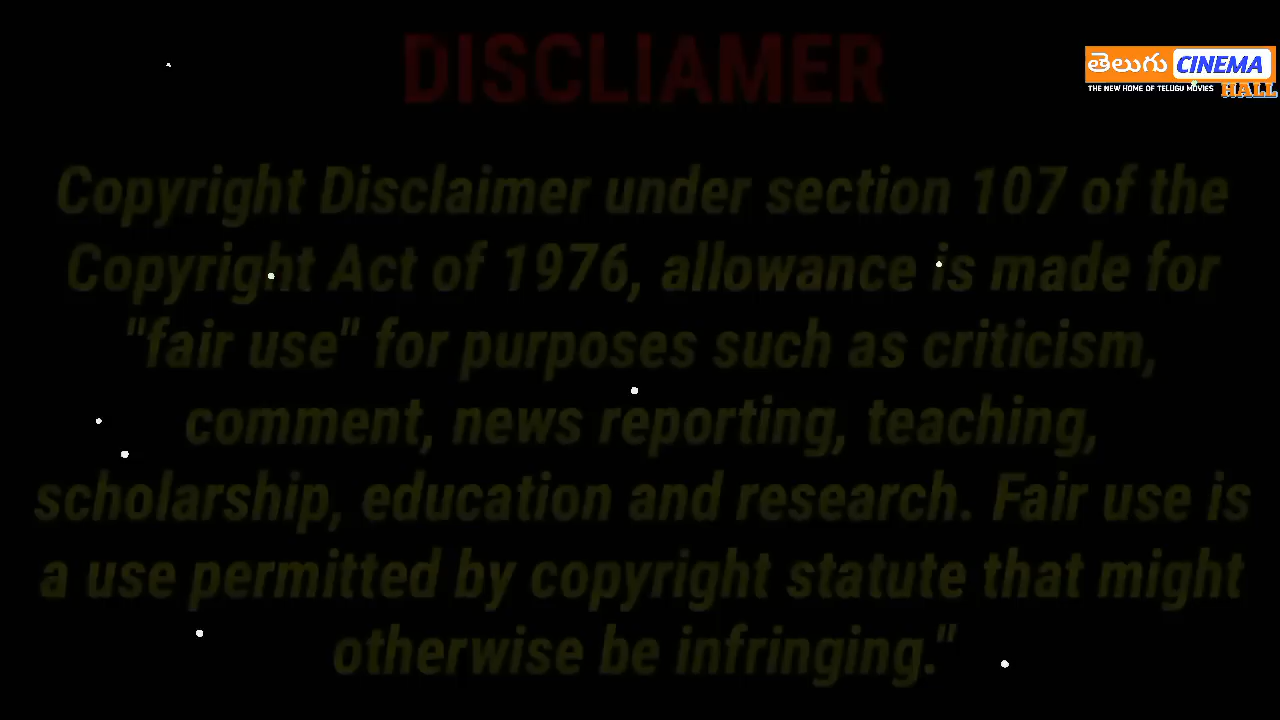 DISCLIAMER
తెలుగు CINEMA
THE NEW HOME OF TELUGU MOVIES HALL
Copyright Disclaimer under section 107 of the
Copyright Act of 1976, allowance is made for
"fair use" for purposes such as criticism,
comment, news reporting, teaching,
scholarship, education and research. Fair use is
a use permitted by copyright statute that might
otherwise be infringing."